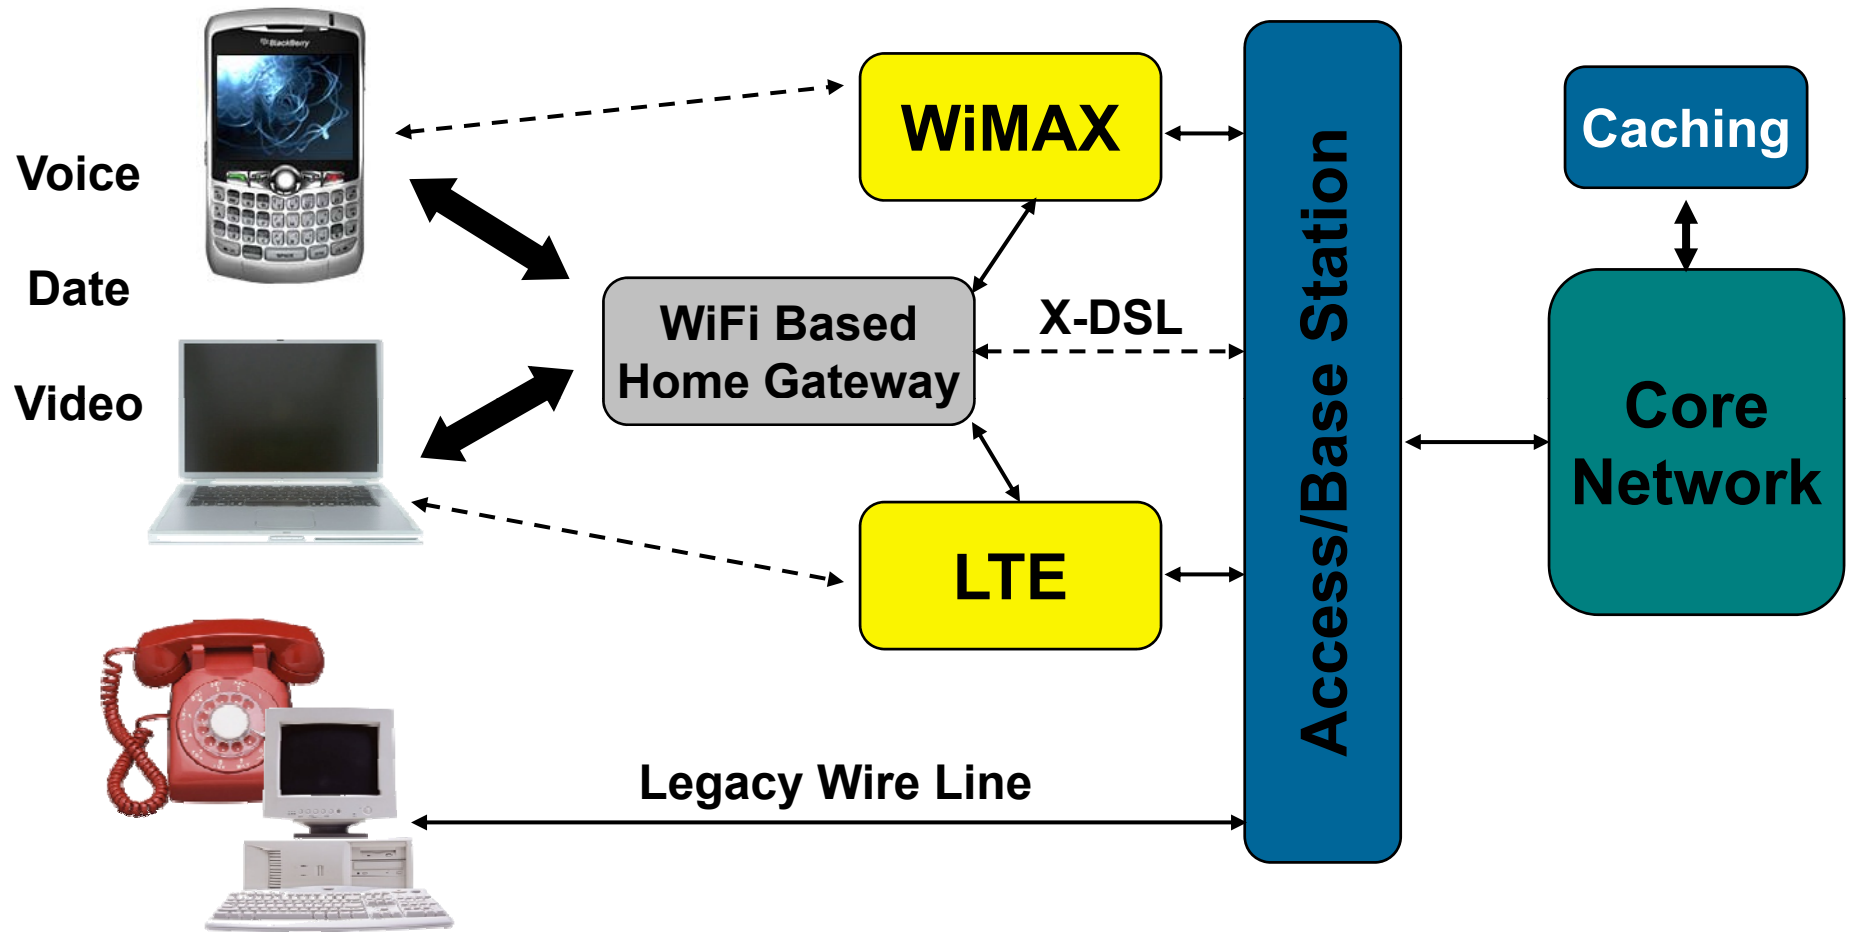 BlackBerry
Voice
Date
Video
WiMAX
WiFi Based
Home Gateway
X-DSL
LTE
Legacy Wire Line
Access/Base Station
Caching
Core
Network